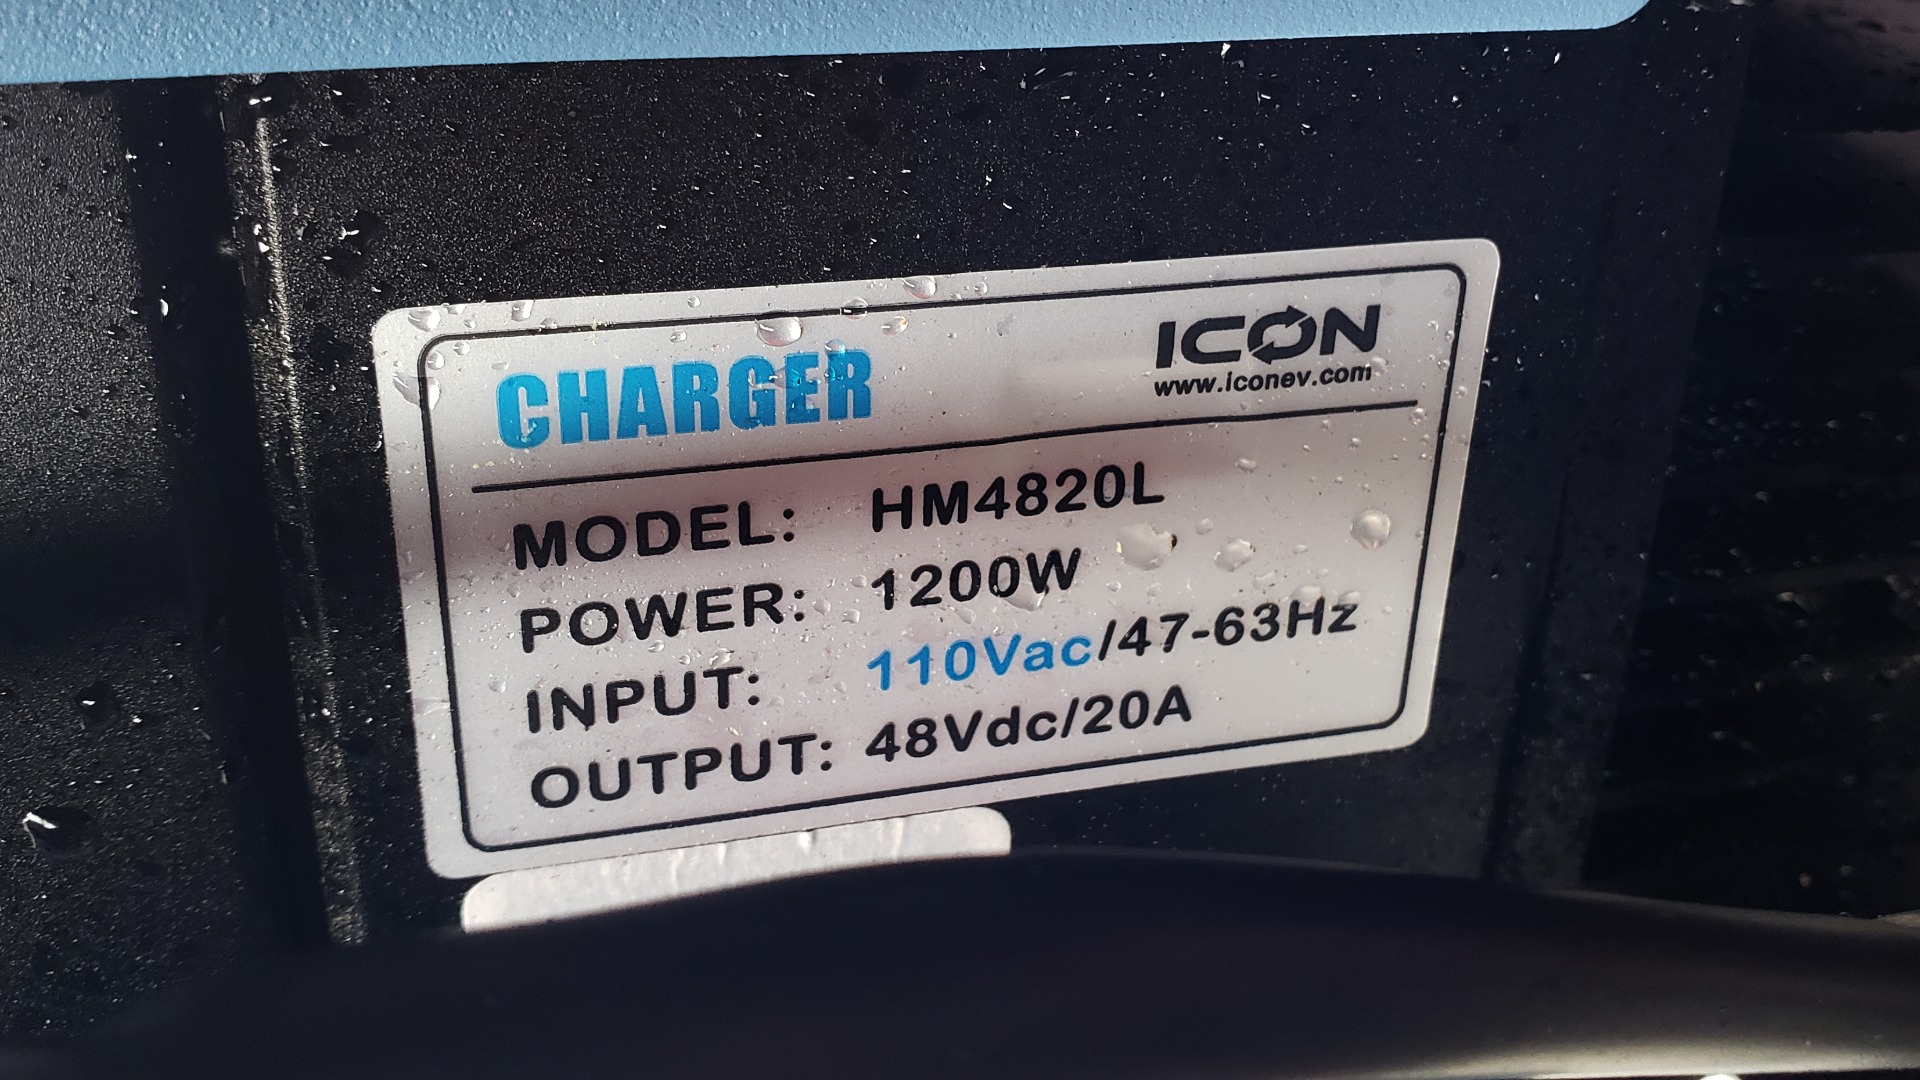 CHARGER
ICON
www.iconev.com
MODEL: HM4820L
POWER: 1200W
INPUT: 110Vac/47-63Hz
OUTPUT: 48Vdc/20A